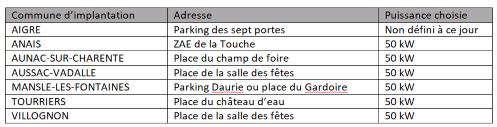 Commune d'implantation Adresse Puissance choisie
AIGRE Parking des sept portes Non défini à ce jour
ANAIS ZAE de la Touche 50 kW
AUNAC-SUR-CHARENTE Place du champ de foire 50 kW
AUSSAC-VADALLE Place de la salle des fêtes 50 kW
MANSLE-LES-FONTAINES Parking Daurie ou place du Gardoire 50 kW
TOURRIERS Place du château d'eau 50 kW
VILLOGNON Place de la salle des fêtes 50 kW